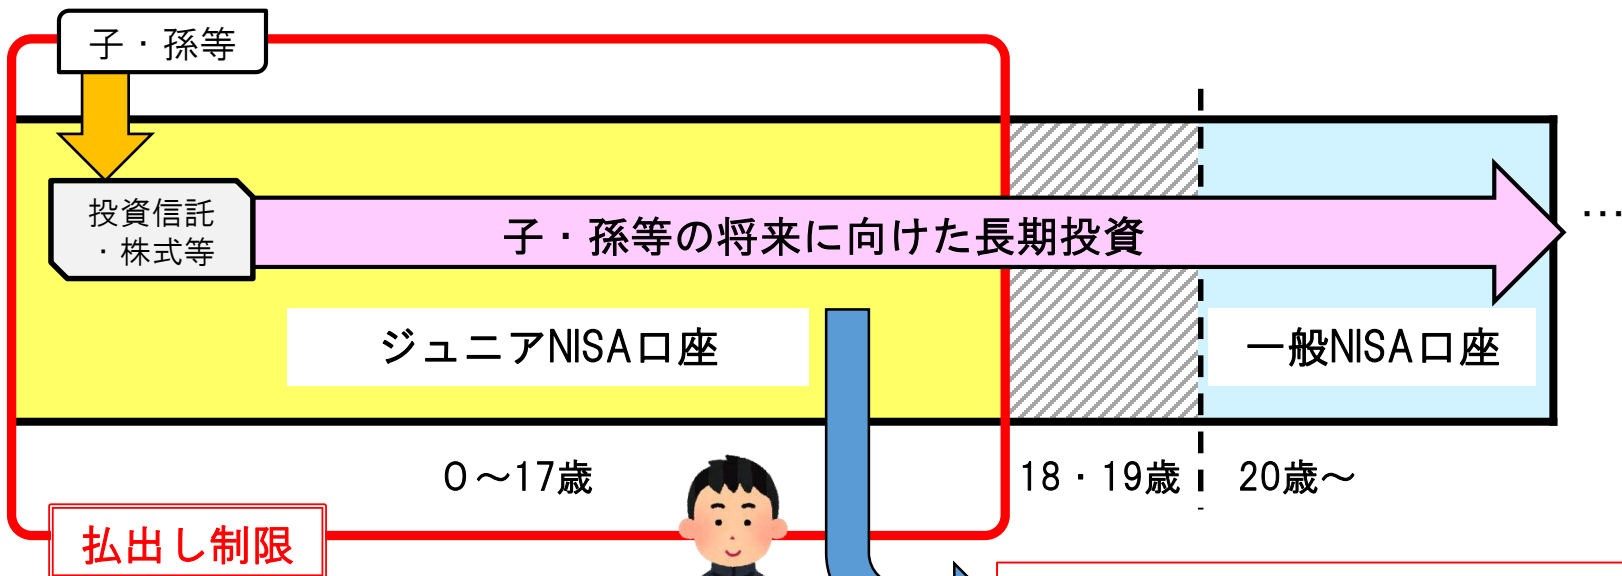 子・孫等
投資信託
・株式等
子・孫等の将来に向けた長期投資
…
ジュニアNISA口座
一般NISA口座
０～17歳
18・19歳
20歳～
払出し制限